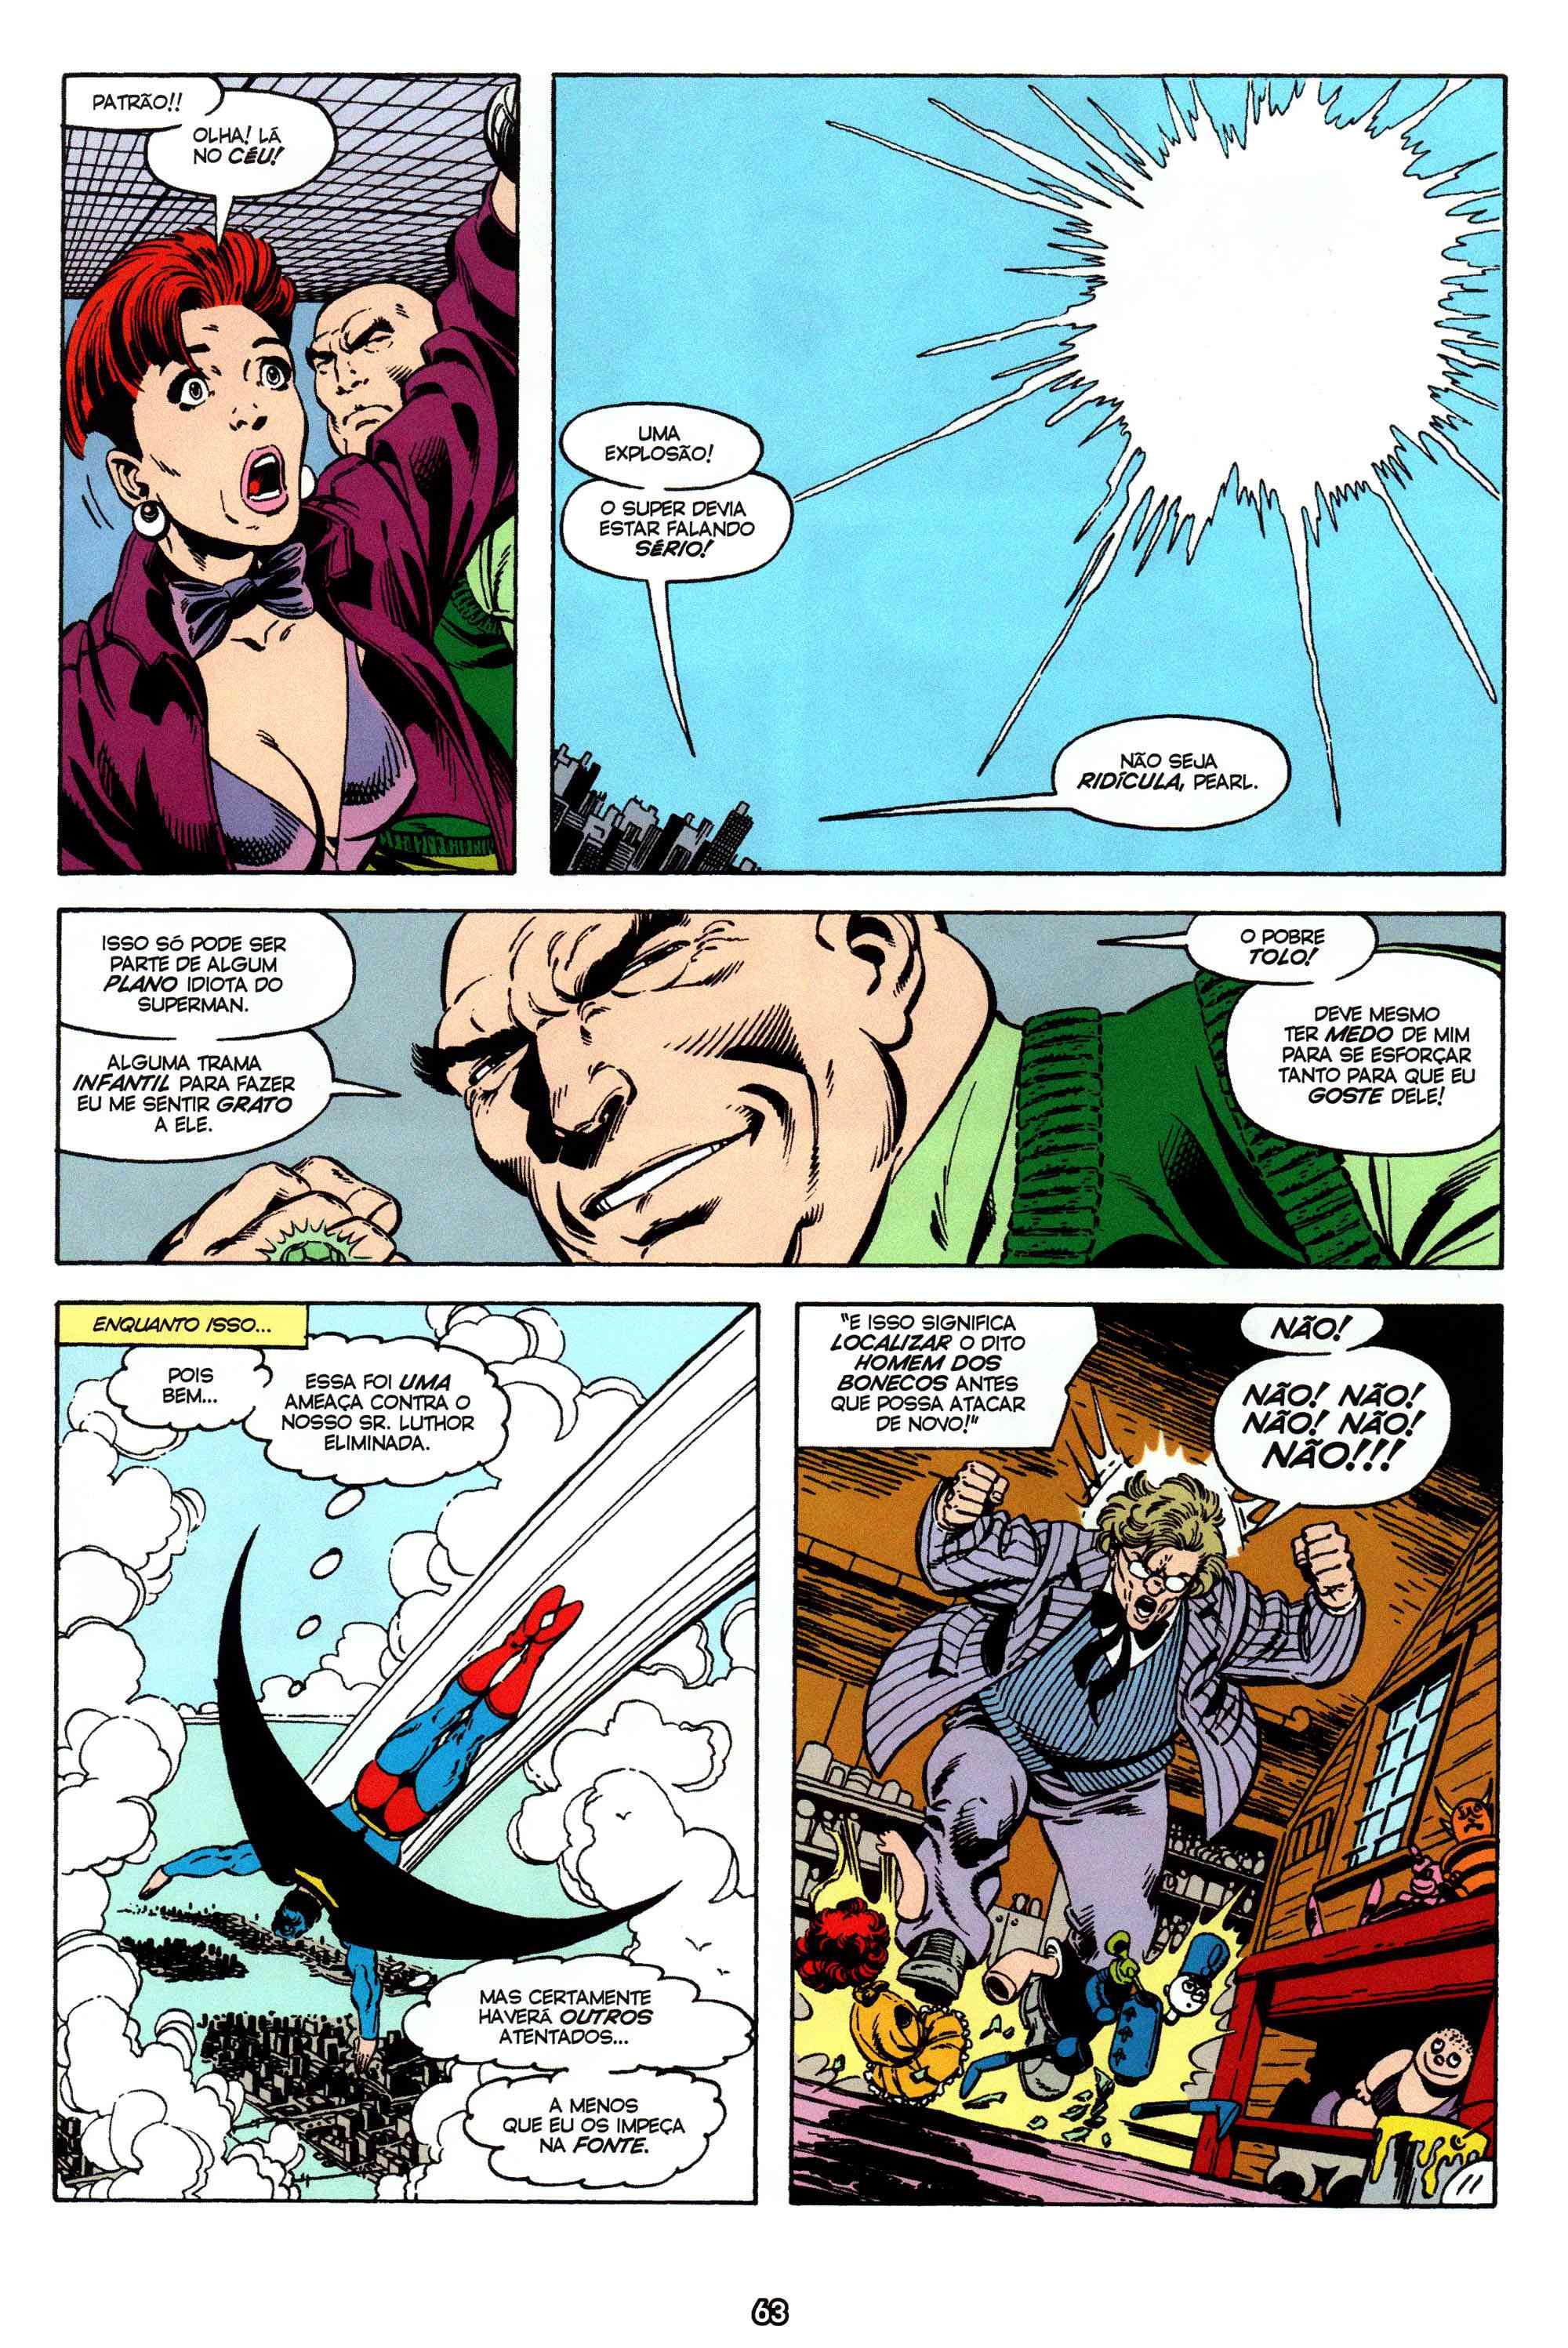 PATRÃO!!
OLHA! LÁ
NO CÉU!
UMA
EXPLOSÃO!
O SUPER DEVIA
ESTAR FALANDO
SÉRIO!
NÃO SEJA
RIDÍCULA, PEARL.
ISSO SÓ PODE SER
PARTE DE ALGUM
PLANO IDIOTA DO
SUPERMAN.
ALGUMA TRAMA
INFANTIL PARA FAZER
EU ME SENTIR GRATO
A ELE.
O POBRE
TOLO!
DEVE MESMO
TER MEDO DE MIM
PARA SE ESFORÇAR
TANTO PARA QUE EU
GOSTE DELE!
ENQUANTO ISSO...
POIS
BEM...
ESSA FOI UMA
AMEAÇA CONTRA O
NOSSO SR. LUTHOR
ELIMINADA.
MAS CERTAMENTE
HAVERÁ OUTROS
ATENTADOS...
A MENOS
QUE EU OS IMPEÇA
NA FONTE.
"E ISSO SIGNIFICA
LOCALIZAR O DITO
HOMEM DOS
BONECOS ANTES
QUE POSSA ATACAR
DE NOVO!"
NÃO!
NÃO! NÃO!
NÃO! NÃO!
NÃO!!!
11
63